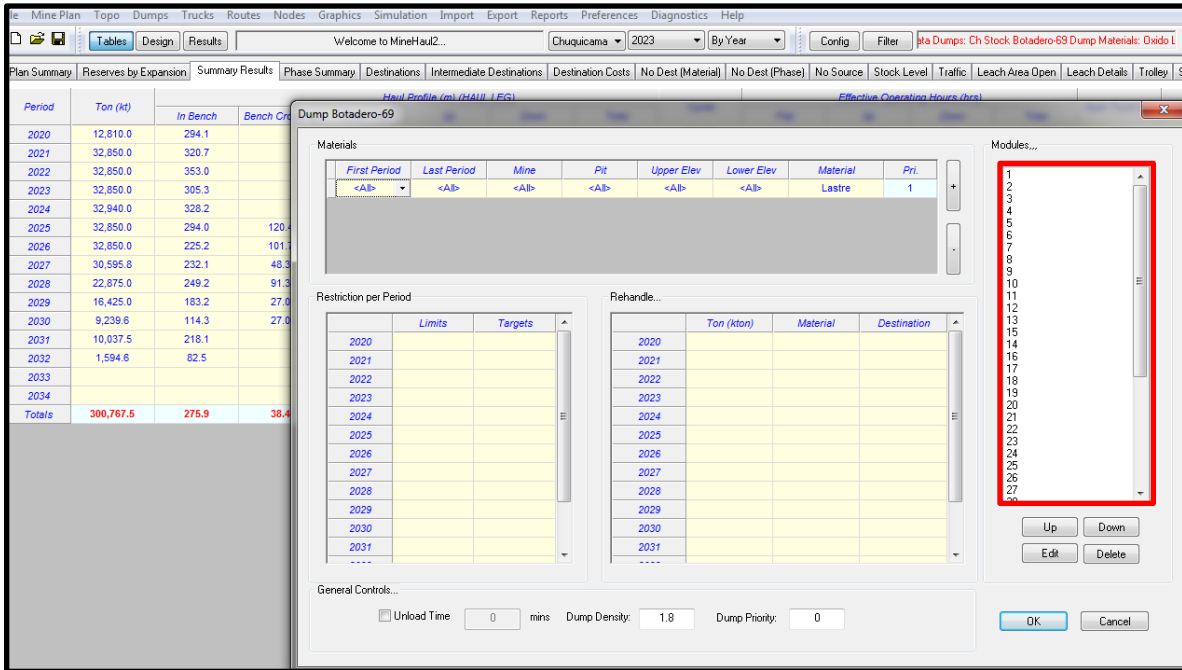 le Mine Plan Topo Dumps Trucks Routes Nodes Graphics Simulation Import Export Reports Preferences Diagnostics Help
Tables Design Results Welcome to MineHaul2... Chuquicama 2023 By Year Config Filter ata Dumps: Ch Stock Botadero-69 Dump Materials: Oxido L
Plan Summary Reserves by Expansion Summary Results Phase Summary Destinations Intermediate Destinations Destination Costs No Dest (Material) No Dest (Phase) No Source Stock Level Traffic Leach Area Open Leach Details Trolley S
Period Ton (kt) Haul Profile (m) (HAUL LEG) Effective Operating Hours (hrs)
In Bench Bench Cro
2020 12,810.0 294.1
2021 32,850.0 320.7
2022 32,850.0 353.0
2023 32,850.0 305.3
2024 32,940.0 328.2
2025 32,850.0 294.0 120.4
2026 32,850.0 225.2 101.7
2027 30,595.8 232.1 48.3
2028 22,875.0 249.2 91.3
2029 16,425.0 183.2 27.0
2030 9,239.6 114.3 27.0
2031 10,037.5 218.1
2032 1,594.6 82.5
2033
2034
Totals 300,767.5 275.9 38.4
Dump Botadero-69
Materials
First Period Last Period Mine Pit Upper Elev Lower Elev Material Pri.
<All> <All> <All> <All> <All> <All> Lastre 1
+
-
Restriction per Period
Limits Targets
2020
2021
2022
2023
2024
2025
2026
2027
2028
2029
2030
2031
Rehandle...
Ton (kton) Material Destination
2020
2021
2022
2023
2024
2025
2026
2027
2028
2029
2030
2031
Modules,,,
1
2
3
4
5
6
7
8
9
10
11
12
13
15
14
16
17
18
19
20
21
22
23
24
25
26
27
28
Up Down
Edit Delete
General Controls...
Unload Time 0 mins Dump Density: 1.8 Dump Priority: 0
OK Cancel